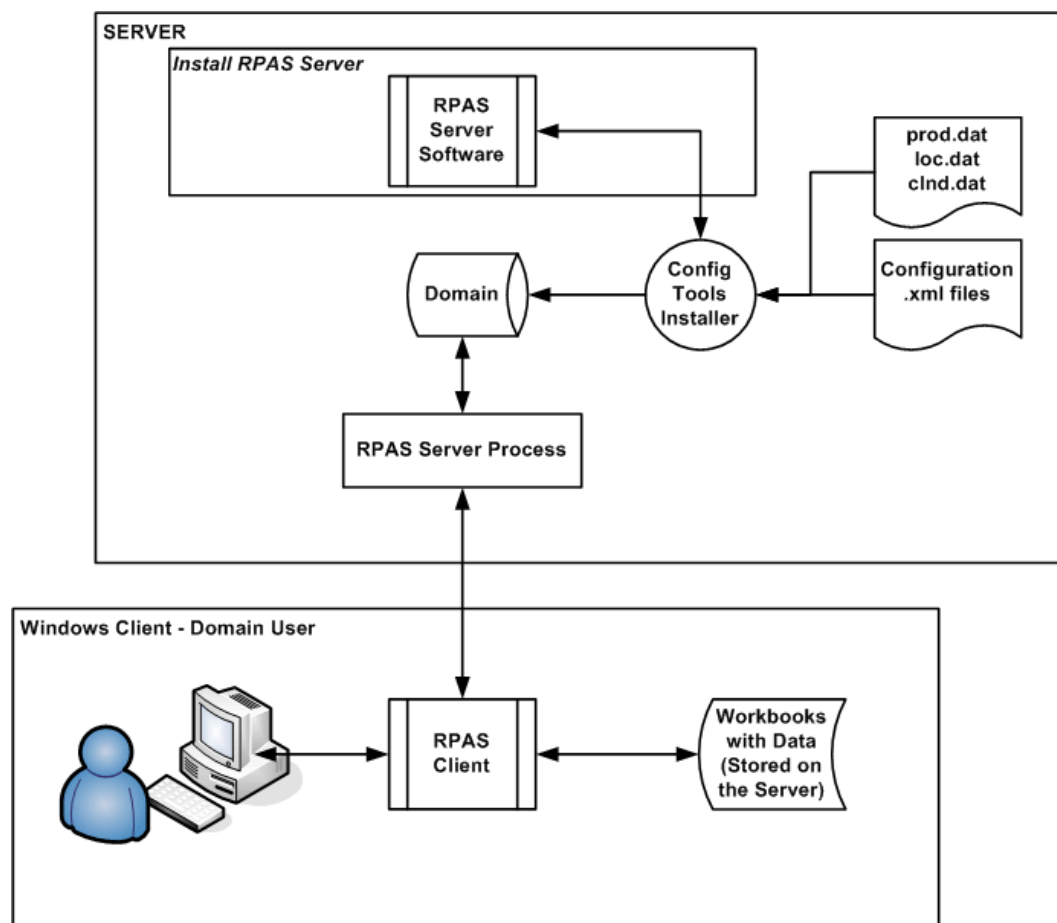 SERVER
Install RPAS Server
RPAS
Server
Software
prod.dat
loc.dat
clnd.dat
Domain
Config
Tools
Installer
Configuration
.xml files
RPAS Server Process
Windows Client - Domain User
RPAS
Client
Workbooks
with Data
(Stored on
the Server)